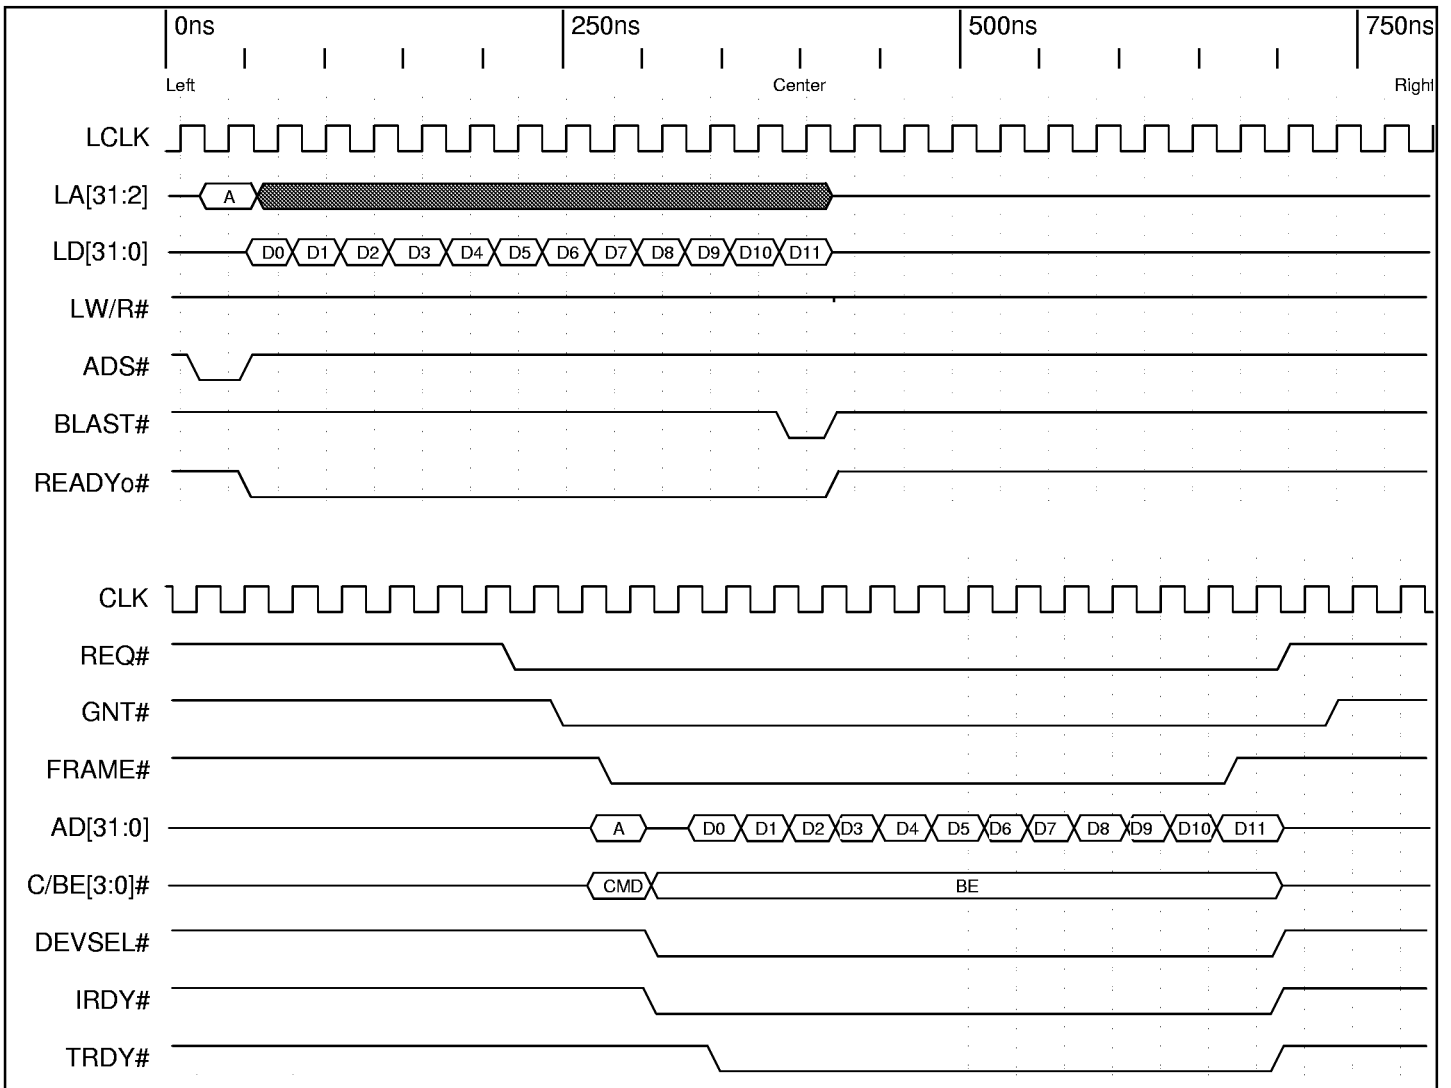 0ns 250ns 500ns 750ns
Left Center Right
LCLK
LA[31:2] A
LD[31:0] D0 D1 D2 D3 D4 D5 D6 D7 D8 D9 D10 D11
LW/R#
ADS#
BLAST#
READYo#
CLK
REQ#
GNT#
FRAME#
AD[31:0] A D0 D1 D2 D3 D4 D5 D6 D7 D8 D9 D10 D11
C/BE[3:0]# CMD BE
DEVSEL#
IRDY#
TRDY#